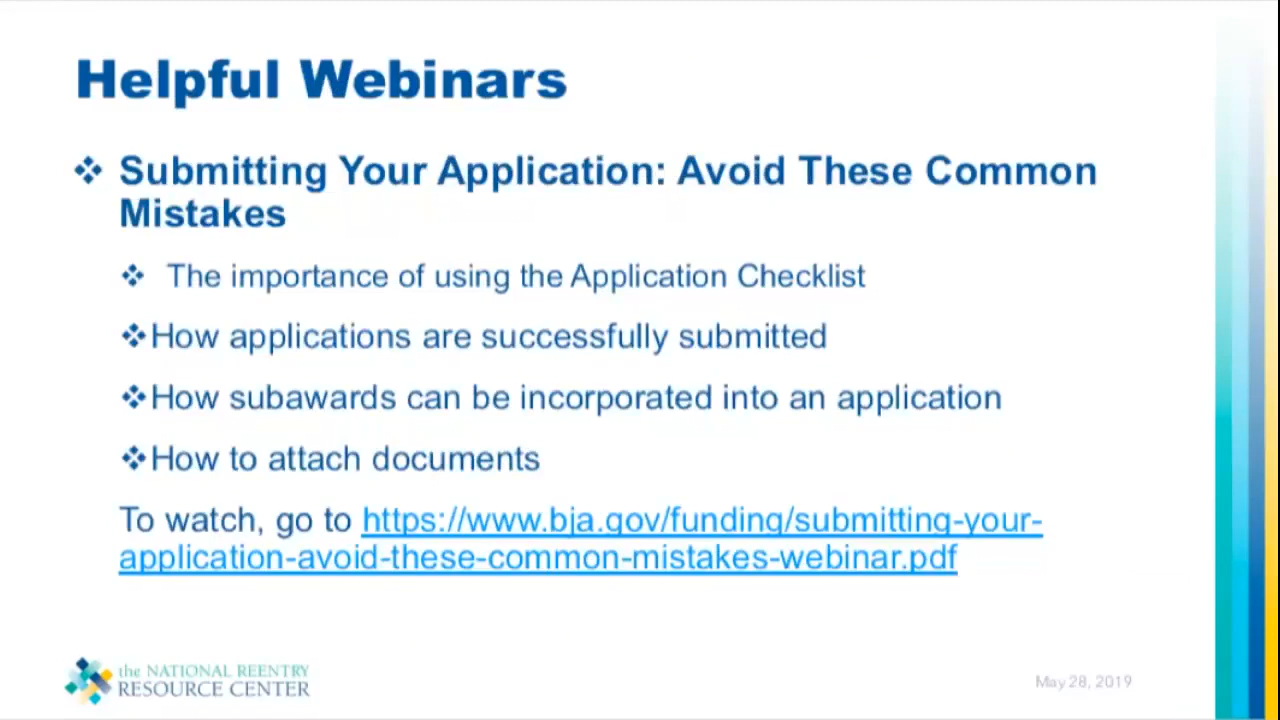 Helpful Webinars
❖ Submitting Your Application: Avoid These Common
Mistakes
❖ The importance of using the Application Checklist
❖How applications are successfully submitted
❖How subawards can be incorporated into an application
❖How to attach documents
To watch, go to https://www.bja.gov/funding/submitting-your-
application-avoid-these-common-mistakes-webinar.pdf
the NATIONAL REENTRY
RESOURCE CENTER
May 28, 2019